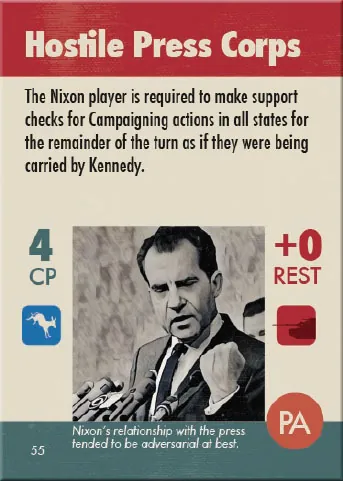 Hostile Press Corps
The Nixon player is required to make support
checks for Campaigning actions in all states for
the remainder of the turn as if they were being
carried by Kennedy.
4
CP
+0
REST
PA
Nixon's relationship with the press
tended to be adversarial at best.
55